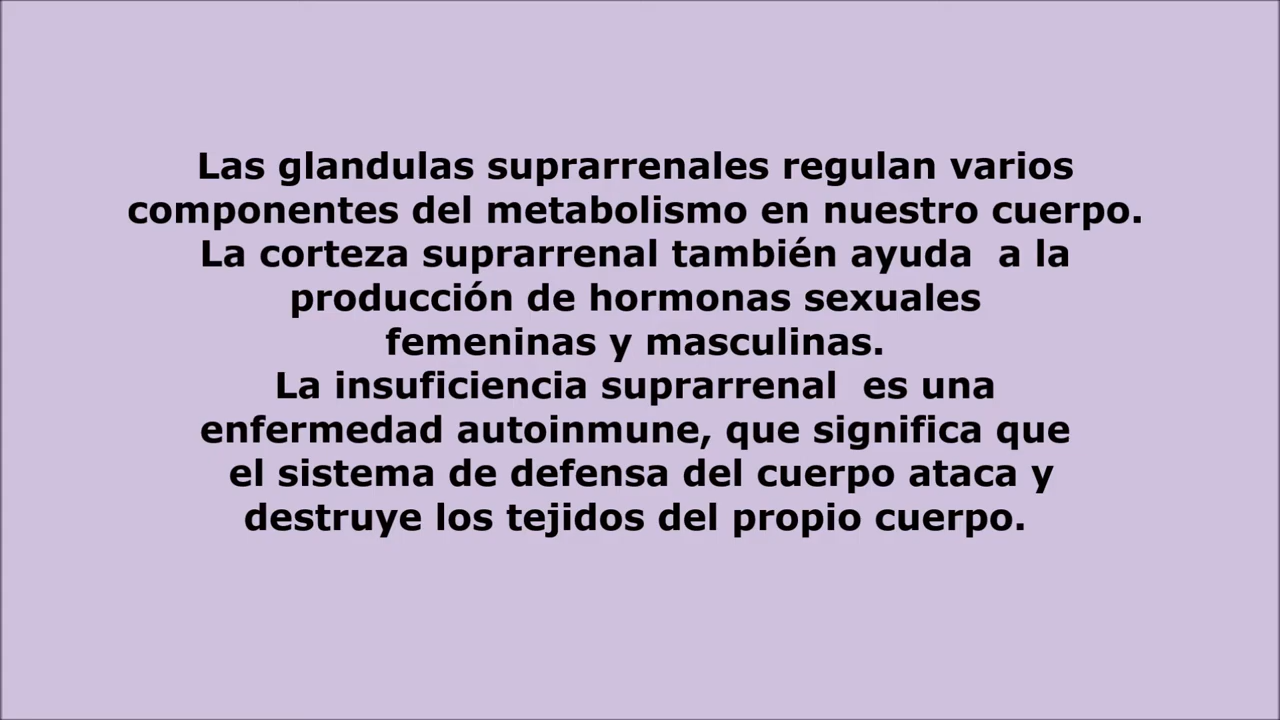 Las glandulas suprarrenales regulan varios
componentes del metabolismo en nuestro cuerpo.
La corteza suprarrenal también ayuda  a la
producción de hormonas sexuales
femeninas y masculinas.
La insuficiencia suprarrenal  es una
enfermedad autoinmune, que significa que
el sistema de defensa del cuerpo ataca y
destruye los tejidos del propio cuerpo.